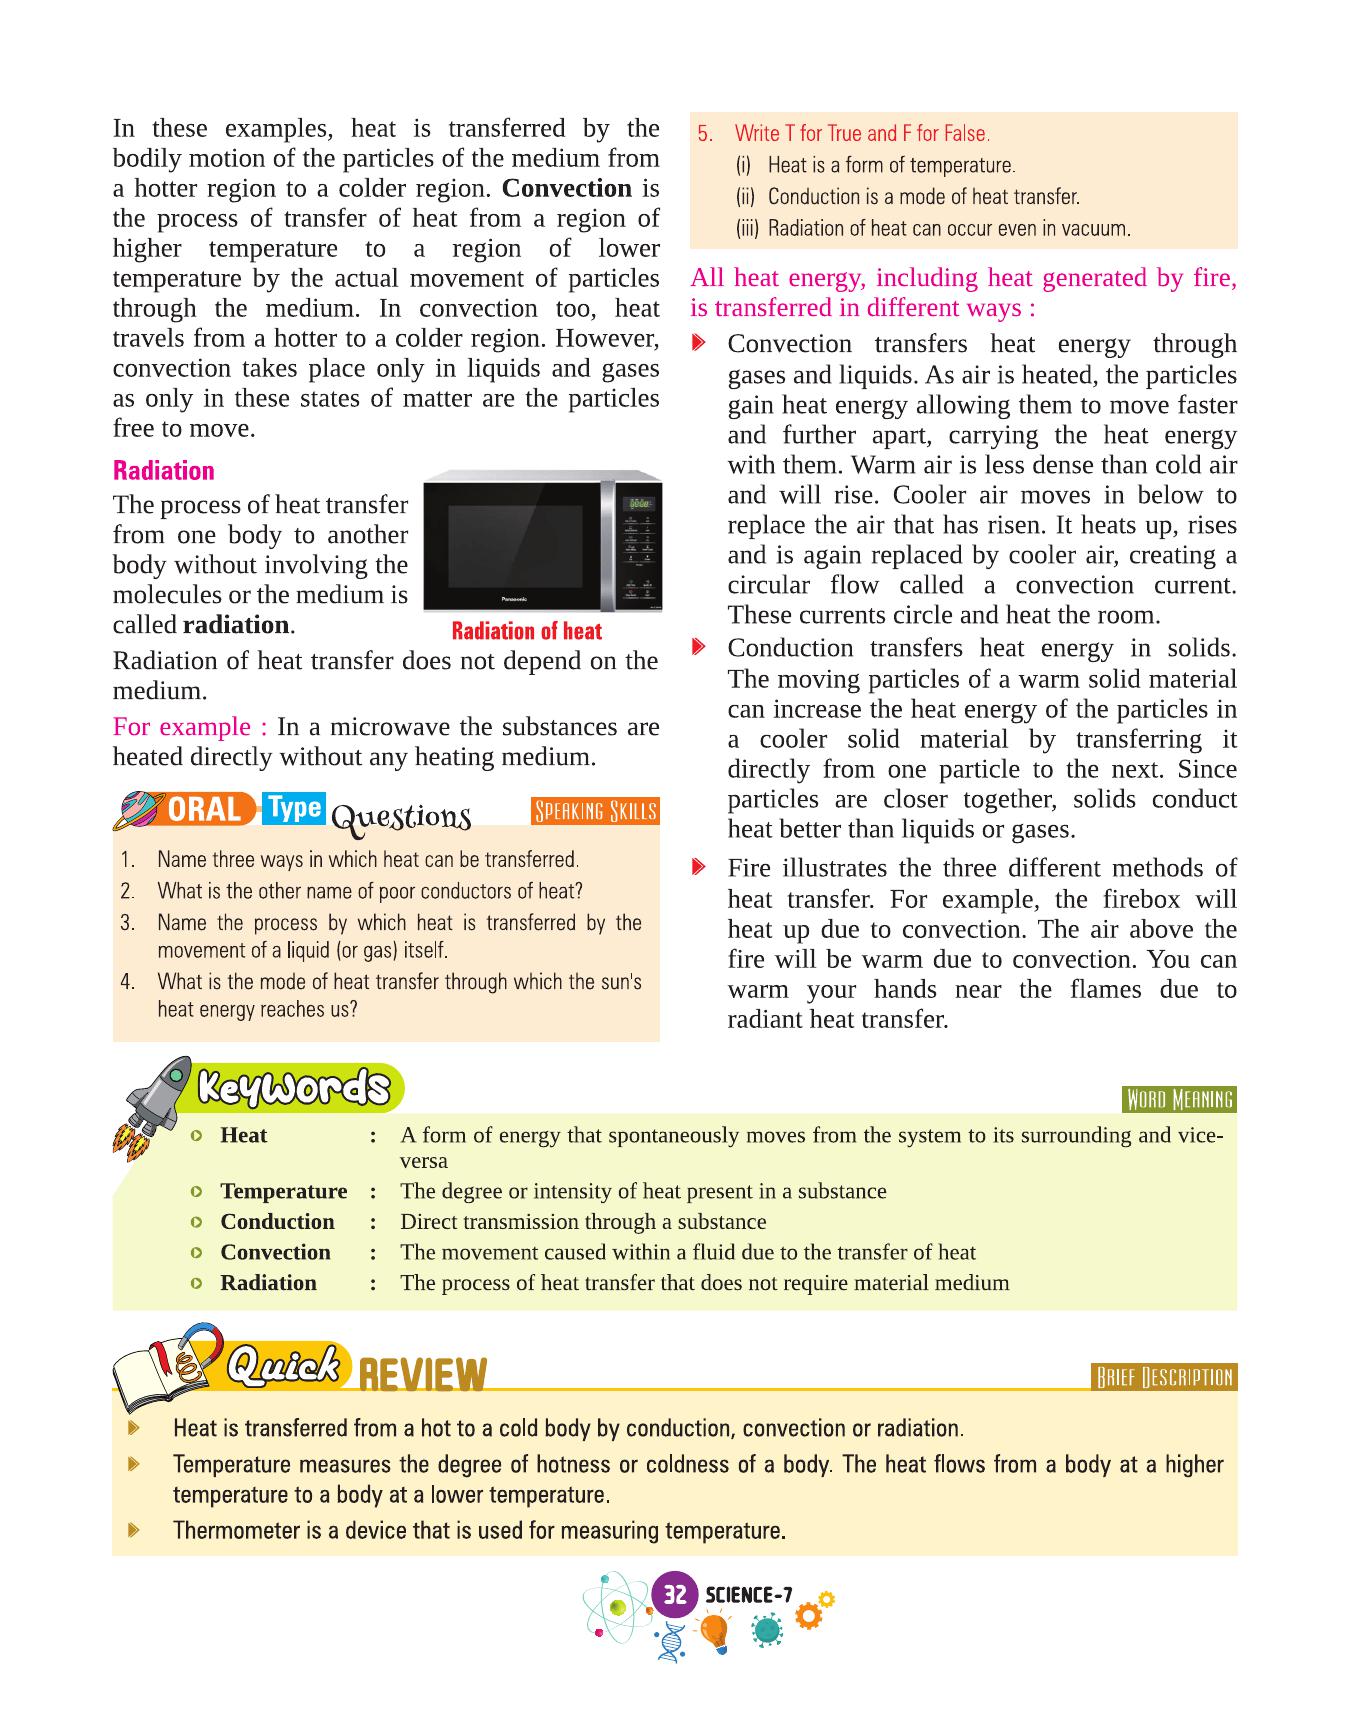 In these examples, heat is transferred by the
bodily motion of the particles of the medium from
a hotter region to a colder region. Convection is
the process of transfer of heat from a region of
higher temperature to a region of lower
temperature by the actual movement of particles
through the medium. In convection too, heat
travels from a hotter to a colder region. However,
convection takes place only in liquids and gases
as only in these states of matter are the particles
free to move.
Radiation
The process of heat transfer
from one body to another
body without involving the
molecules or the medium is
called radiation.
Panasonic
Radiation of heat
Radiation of heat transfer does not depend on the
medium.
For example : In a microwave the substances are
heated directly without any heating medium.
ORAL Type Questions
SPEAKING SKILLS
1. Name three ways in which heat can be transferred.
2. What is the other name of poor conductors of heat?
3. Name the process by which heat is transferred by the
movement of a liquid (or gas) itself.
4. What is the mode of heat transfer through which the sun's
heat energy reaches us?
5. Write T for True and F for False.
(i) Heat is a form of temperature.
(ii) Conduction is a mode of heat transfer.
(iii) Radiation of heat can occur even in vacuum.
All heat energy, including heat generated by fire,
is transferred in different ways :
Convection transfers heat energy through
gases and liquids. As air is heated, the particles
gain heat energy allowing them to move faster
and further apart, carrying the heat energy
with them. Warm air is less dense than cold air
and will rise. Cooler air moves in below to
replace the air that has risen. It heats up, rises
and is again replaced by cooler air, creating a
circular flow called a convection current.
These currents circle and heat the room.
Conduction transfers heat energy in solids.
The moving particles of a warm solid material
can increase the heat energy of the particles in
a cooler solid material by transferring it
directly from one particle to the next. Since
particles are closer together, solids conduct
heat better than liquids or gases.
Fire illustrates the three different methods of
heat transfer. For example, the firebox will
heat up due to convection. The air above the
fire will be warm due to convection. You can
warm your hands near the flames due to
radiant heat transfer.
Keywords
WORD MEANING
Heat : A form of energy that spontaneously moves from the system to its surrounding and vice-
versa
Temperature : The degree or intensity of heat present in a substance
Conduction : Direct transmission through a substance
Convection : The movement caused within a fluid due to the transfer of heat
Radiation : The process of heat transfer that does not require material medium
Quick REVIEW
BRIEF DESCRIPTION
Heat is transferred from a hot to a cold body by conduction, convection or radiation.
Temperature measures the degree of hotness or coldness of a body. The heat flows from a body at a higher
temperature to a body at a lower temperature.
Thermometer is a device that is used for measuring temperature.
32 SCIENCE-7